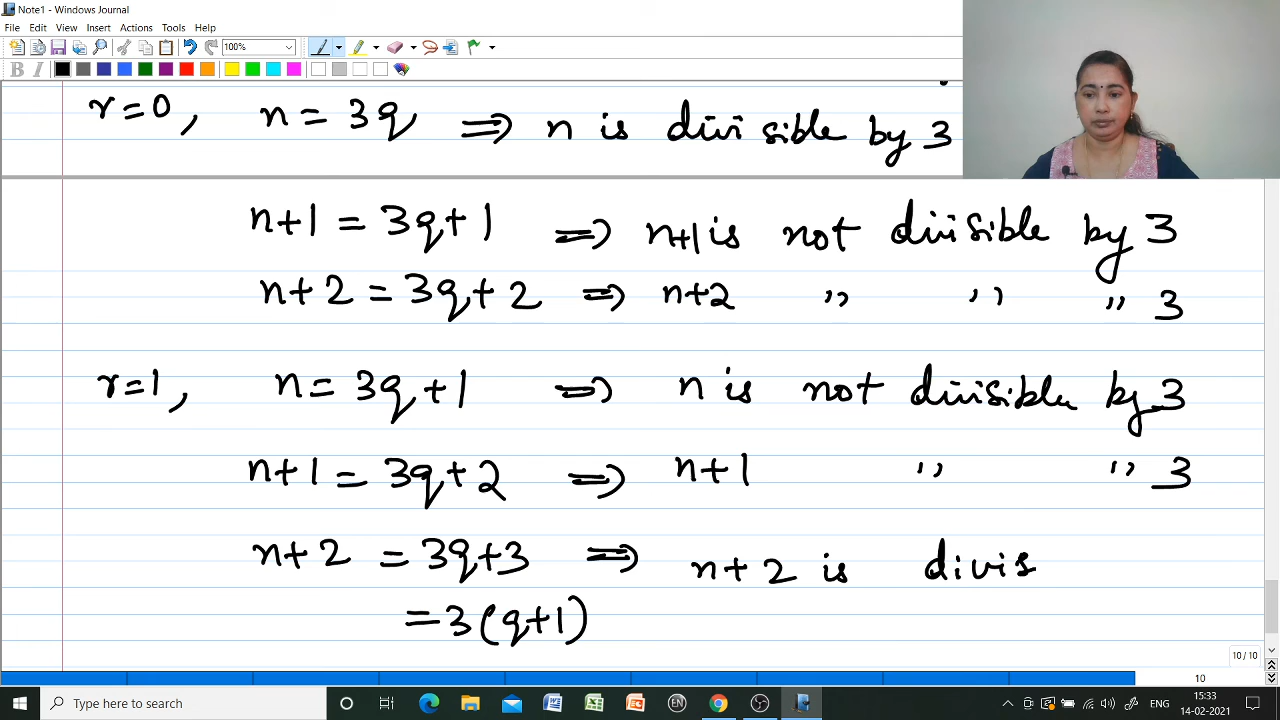 Note1 - Windows Journal
File Edit View Insert Actions Tools Help
100%
B I
r=0, n = 3q ⇒ n is divisible by 3
n+1 = 3q+1 ⇒ n+1 is not divisible by 3
n+2 = 3q+2 ⇒ n+2 " " " 3
r=1, n = 3q+1 ⇒ n is not divisible by 3
n+1 = 3q+2 ⇒ n+1 " " 3
n+2 = 3q+3 ⇒ n+2 is divis
=3(q+1)
10/10
10
Type here to search
ENG
15:33
14-02-2021